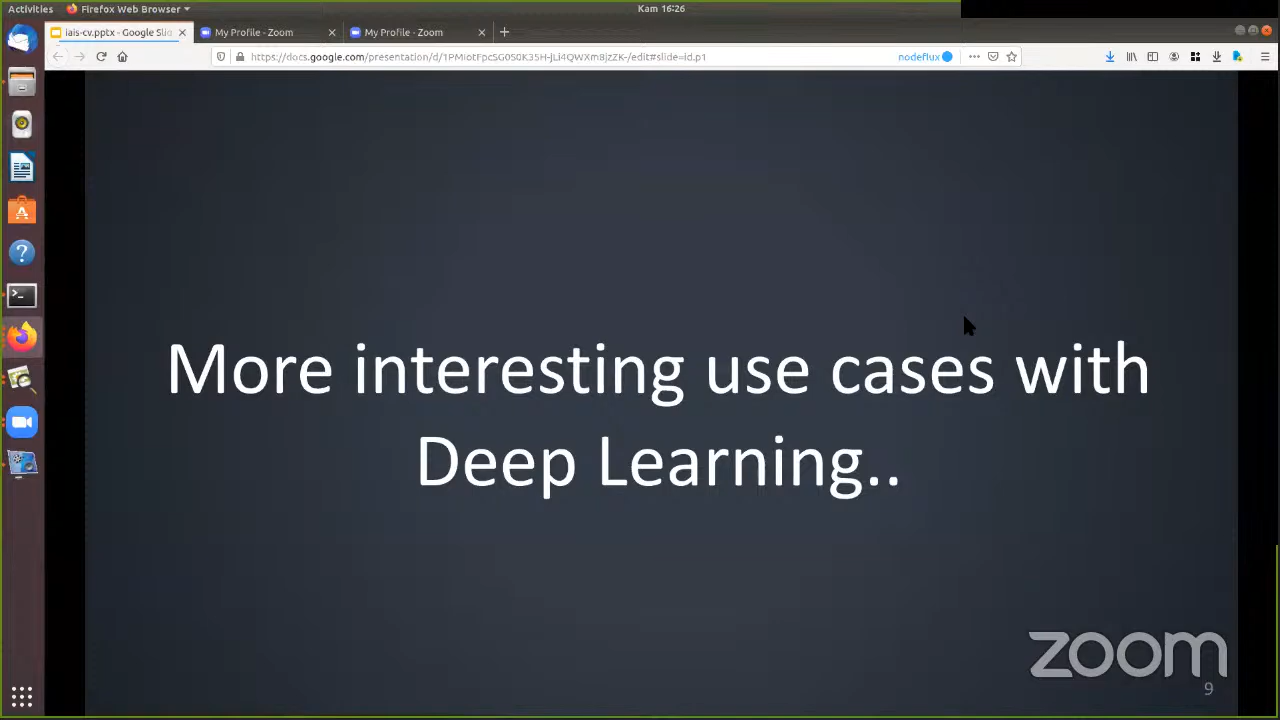 Activities
Firefox Web Browser
Kam 16:26
iais-cv.pptx - Google Slid
My Profile - Zoom
My Profile - Zoom
nodeflux
More interesting use cases with
Deep Learning..
zoom
9